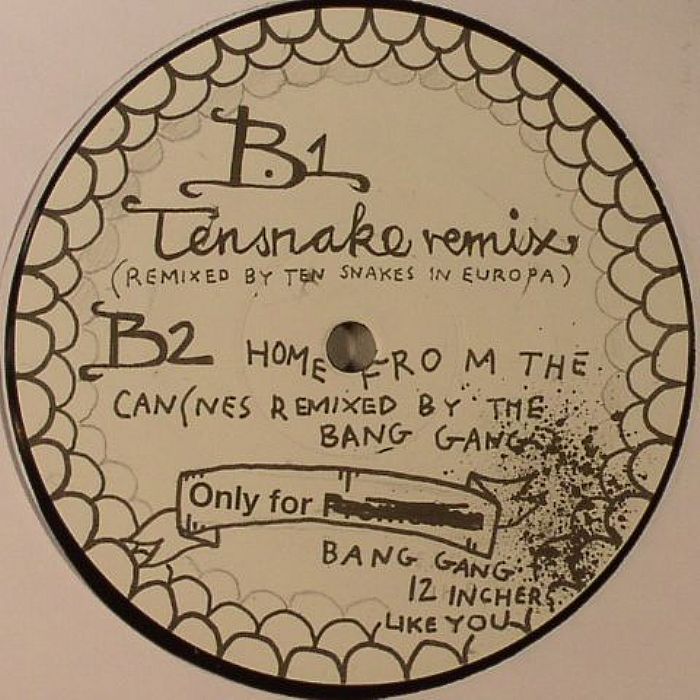 B.1
Tensnake remix
(REMIXED BY TEN SNAKES IN EUROPA)
B2 HOME FROM THE
CAN(NES REMIXED BY THE
BANG GANG
Only for
BANG GANG
12 INCHERS
LIKE YOU